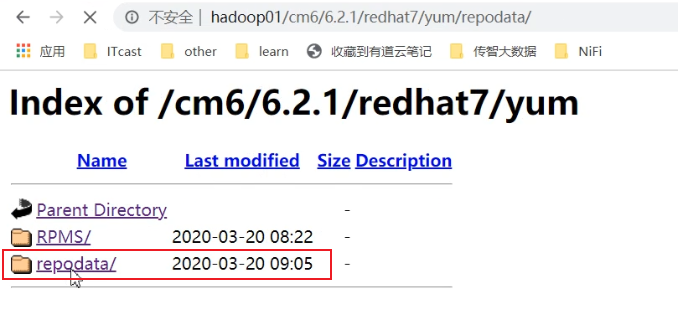 不安全 | hadoop01/cm6/6.2.1/redhat7/yum/repodata/
应用 ITcast other learn 收藏到有道云笔记 传智大数据 NiFi
Index of /cm6/6.2.1/redhat7/yum
Name Last modified Size Description
Parent Directory -
RPMS/ 2020-03-20 08:22 -
repodata/ 2020-03-20 09:05 -